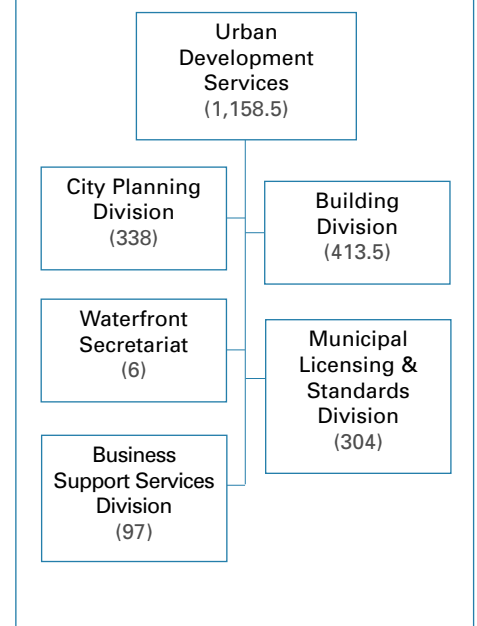 Urban
Development
Services
(1,158.5)
City Planning
Division
(338)
Building
Division
(413.5)
Waterfront
Secretariat
(6)
Municipal
Licensing &
Standards
Division
(304)
Business
Support Services
Division
(97)